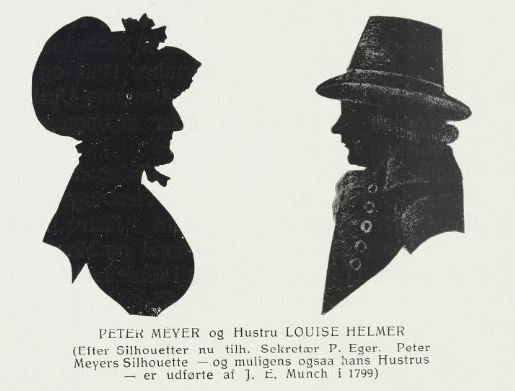 PETER MEYER og Hustru LOUISE HELMER
(Efter Silhouetter nu tilh. Sekretær P. Eger. Peter
Meyers Silhouette — og muligens ogsaa hans Hustrus
— er udførte af J. E. Munch i 1799)